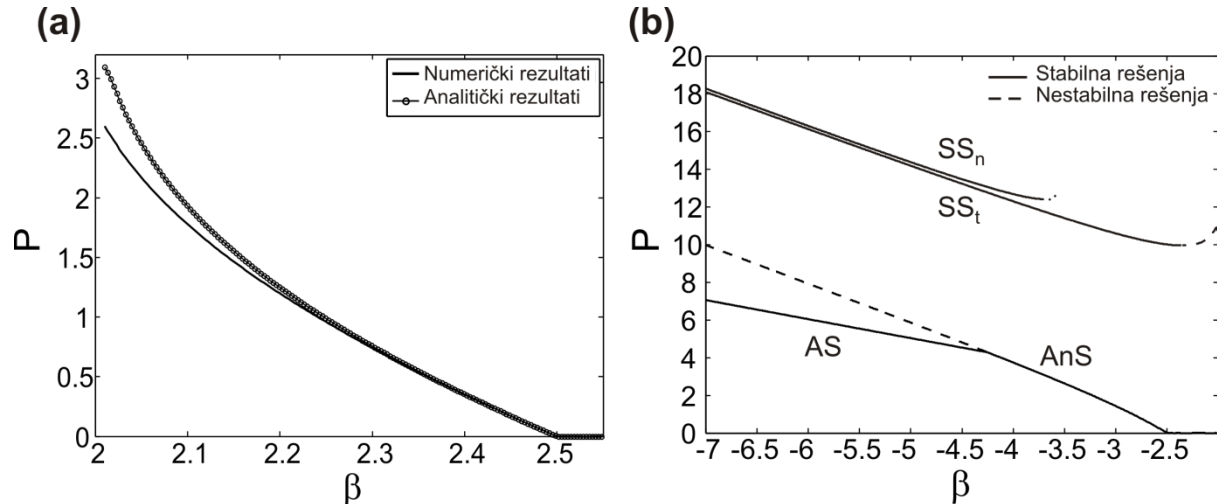 (a)
Numerički rezultati
Analitički rezultati
3
2.5
2
1.5
1
0.5
0
P
2 2.1 2.2 2.3 2.4 2.5
β
(b)
Stabilna rešenja
Nestabilna rešenja
20
18
16
14
12
10
8
6
4
2
0
P
SSn
SSt
AS
AnS
-7 -6.5 -6 -5.5 -5 -4.5 -4 -3.5 -3 -2.5
β